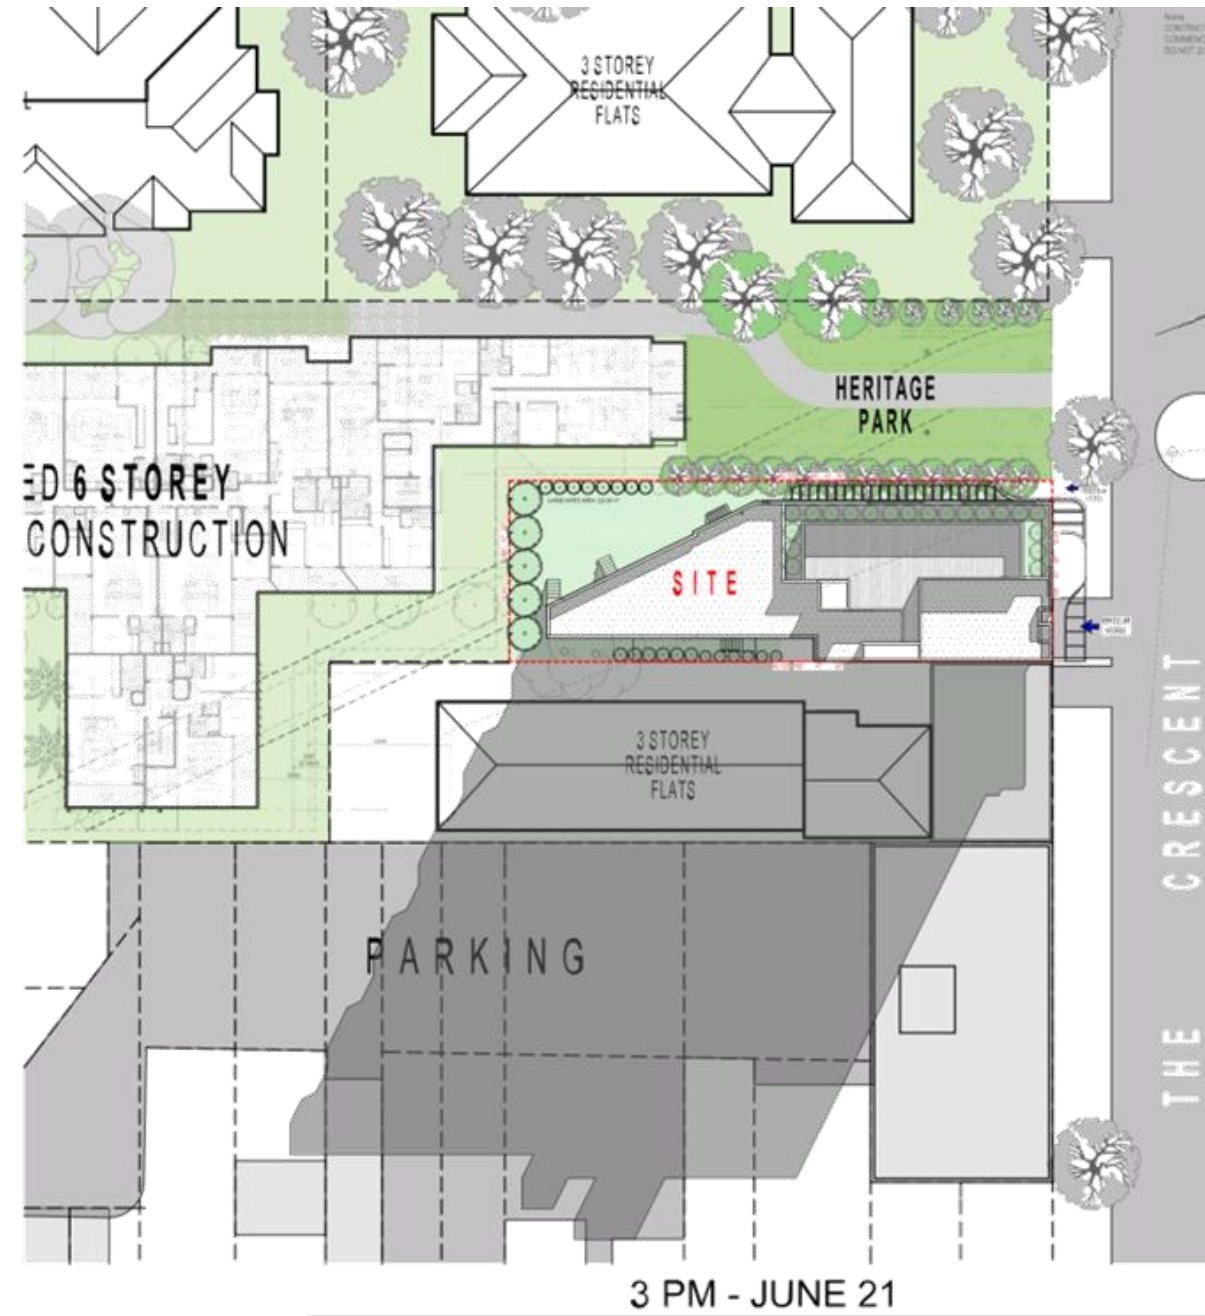 3 STOREY
RESIDENTIAL
FLATS
HERITAGE
PARK
ED 6 STOREY
CONSTRUCTION
SITE
3 STOREY
RESIDENTIAL
FLATS
PARKING
THE CRESCENT
3 PM - JUNE 21